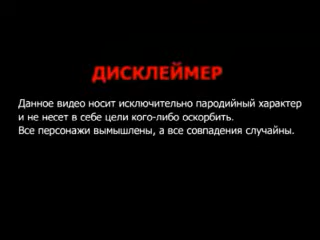 ДИСКЛЕЙМЕР
Данное видео носит исключительно пародийный характер
и не несет в себе цели кого-либо оскорбить.
Все персонажи вымышлены, а все совпадения случайны.